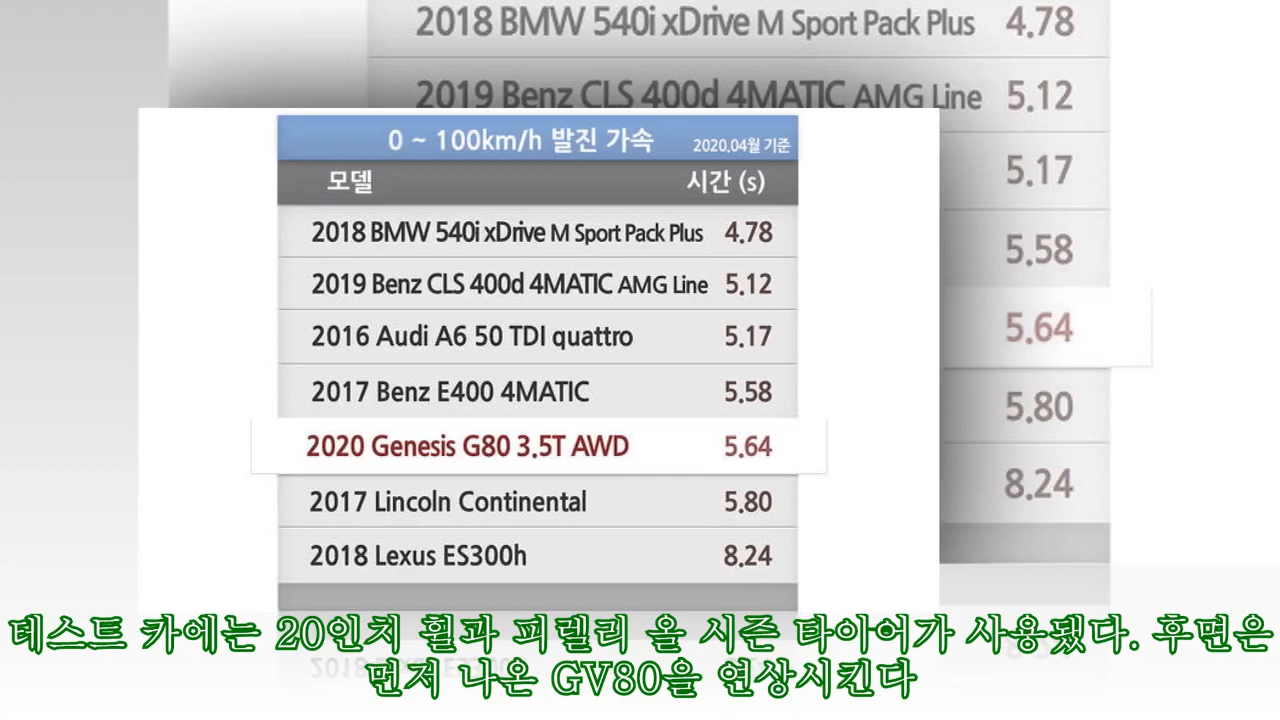 2018 BMW 540i xDrive M Sport Pack Plus 4.78
2019 Benz CLS 400d 4MATIC AMG Line 5.12
5.17
5.58
5.64
5.80
8.24
0 ~ 100km/h 발진 가속 2020.04월 기준
모델 시간 (s)
2018 BMW 540i xDrive M Sport Pack Plus 4.78
2019 Benz CLS 400d 4MATIC AMG Line 5.12
2016 Audi A6 50 TDI quattro 5.17
2017 Benz E400 4MATIC 5.58
2020 Genesis G80 3.5T AWD 5.64
2017 Lincoln Continental 5.80
2018 Lexus ES300h 8.24
테스트 카에는 20인치 휠과 피렐리 올 시즌 타이어가 사용됐다. 후면은
먼저 나온 GV80을 연상시킨다